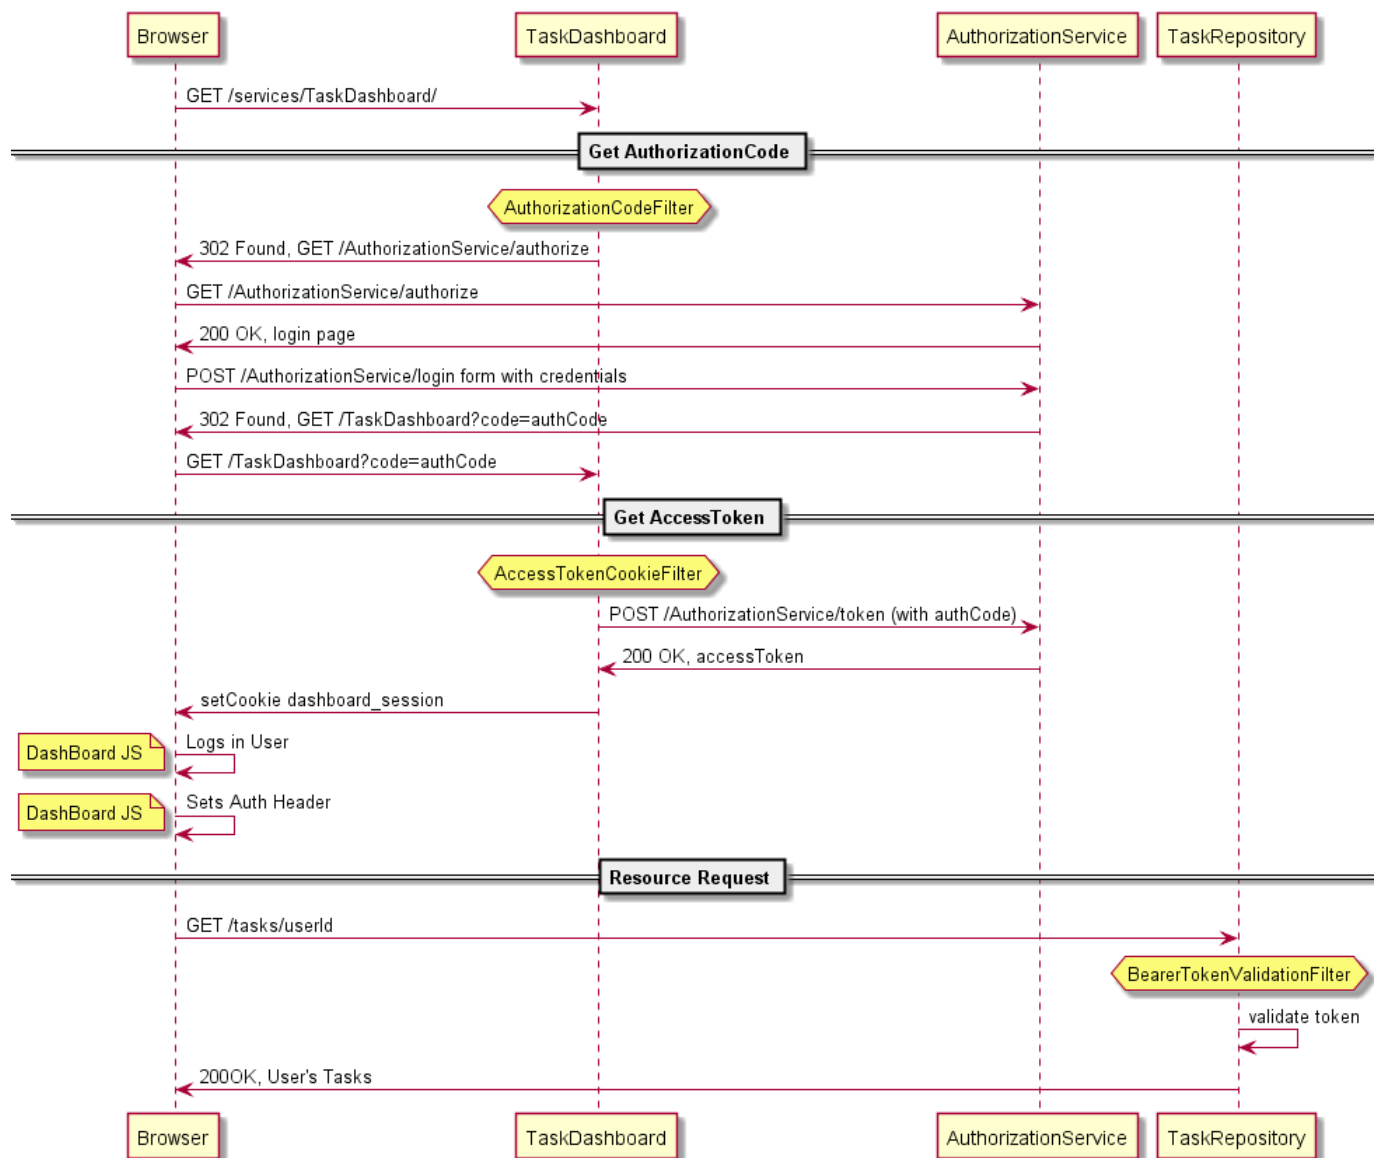 Browser
TaskDashboard
AuthorizationService
TaskRepository
GET /services/TaskDashboard/
Get AuthorizationCode
AuthorizationCodeFilter
302 Found, GET /AuthorizationService/authorize
GET /AuthorizationService/authorize
200 OK, login page
POST /AuthorizationService/login form with credentials
302 Found, GET /TaskDashboard?code=authCode
GET /TaskDashboard?code=authCode
Get AccessToken
AccessTokenCookieFilter
POST /AuthorizationService/token (with authCode)
200 OK, accessToken
setCookie dashboard_session
DashBoard JS
Logs in User
DashBoard JS
Sets Auth Header
Resource Request
GET /tasks/userId
BearerTokenValidationFilter
validate token
200OK, User's Tasks
Browser
TaskDashboard
AuthorizationService
TaskRepository